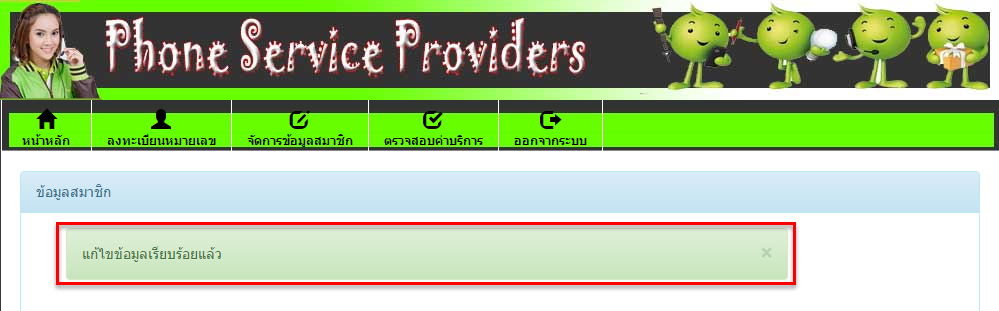 Phone Service Providers
หน้าหลัก ลงทะเบียนหมายเลข จัดการข้อมูลสมาชิก ตรวจสอบค่าบริการ ออกจากระบบ
ข้อมูลสมาชิก
แก้ไขข้อมูลเรียบร้อยแล้ว ×